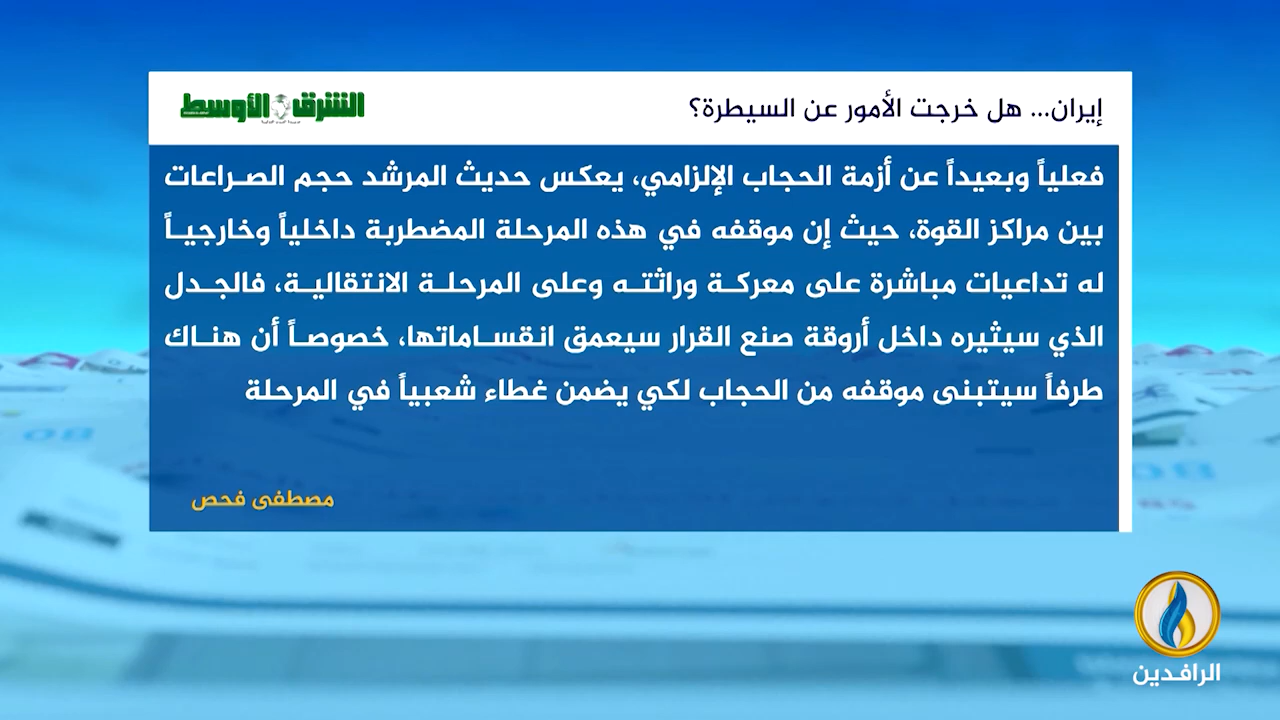 إيران... هل خرجت الأمور عن السيطرة؟
الشرق الأوسط
فعلياً وبعيداً عن أزمة الحجاب الإلزامي، يعكس حديث المرشد حجم الصراعات
بين مراكز القوة، حيث إن موقفه في هذه المرحلة المضطربة داخلياً وخارجياً
له تداعيات مباشرة على معركة وراثته وعلى المرحلة الانتقالية، فالجدل
الذي سيثيره داخل أروقة صنع القرار سيعمق انقساماتها، خصوصاً أن هناك
طرفاً سيتبنى موقفه من الحجاب لكي يضمن غطاء شعبياً في المرحلة
مصطفى فحص
الرافدين